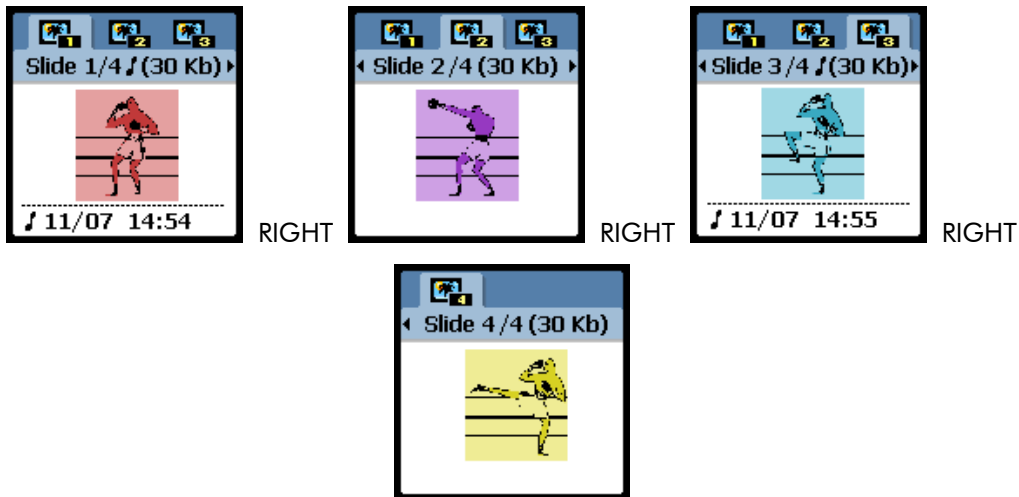 1 2 3
Slide 1/4 (30 Kb)
11/07 14:54
RIGHT
1 2 3
Slide 2/4 (30 Kb)
RIGHT
1 2 3
Slide 3/4 (30 Kb)
11/07 14:55
RIGHT
4
Slide 4/4 (30 Kb)